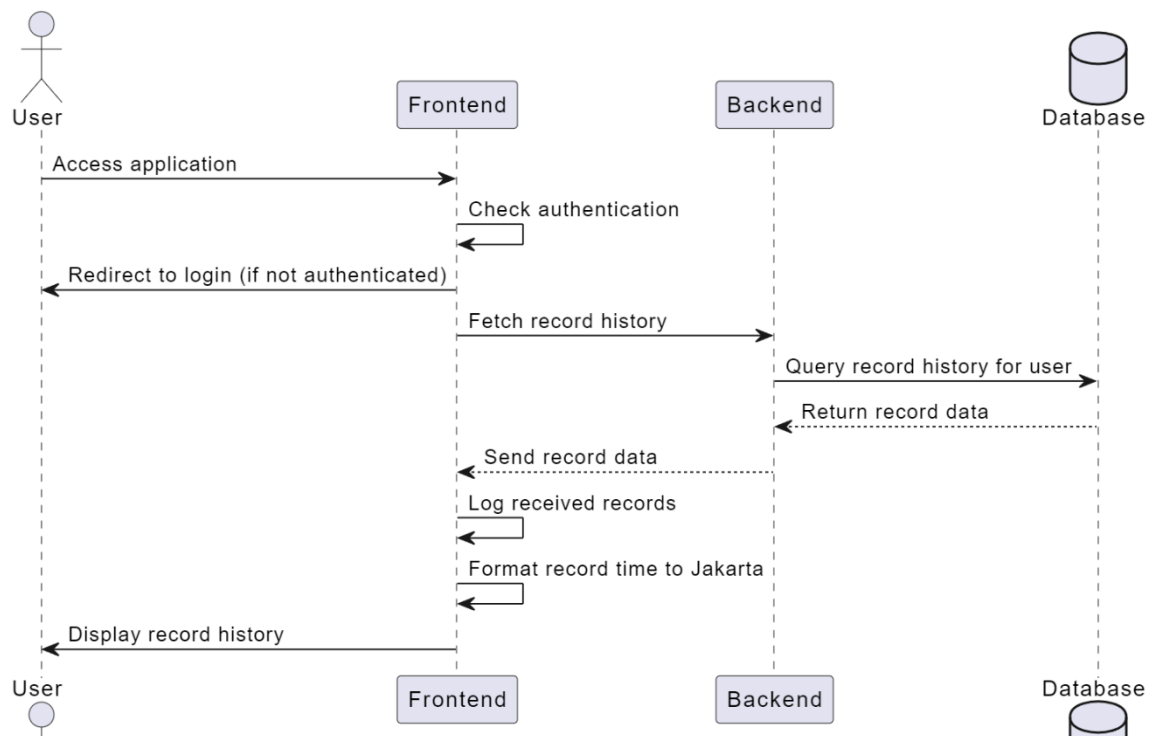 User
Frontend
Backend
Database
Access application
Check authentication
Redirect to login (if not authenticated)
Fetch record history
Query record history for user
Return record data
Send record data
Log received records
Format record time to Jakarta
Display record history
User
Frontend
Backend
Database